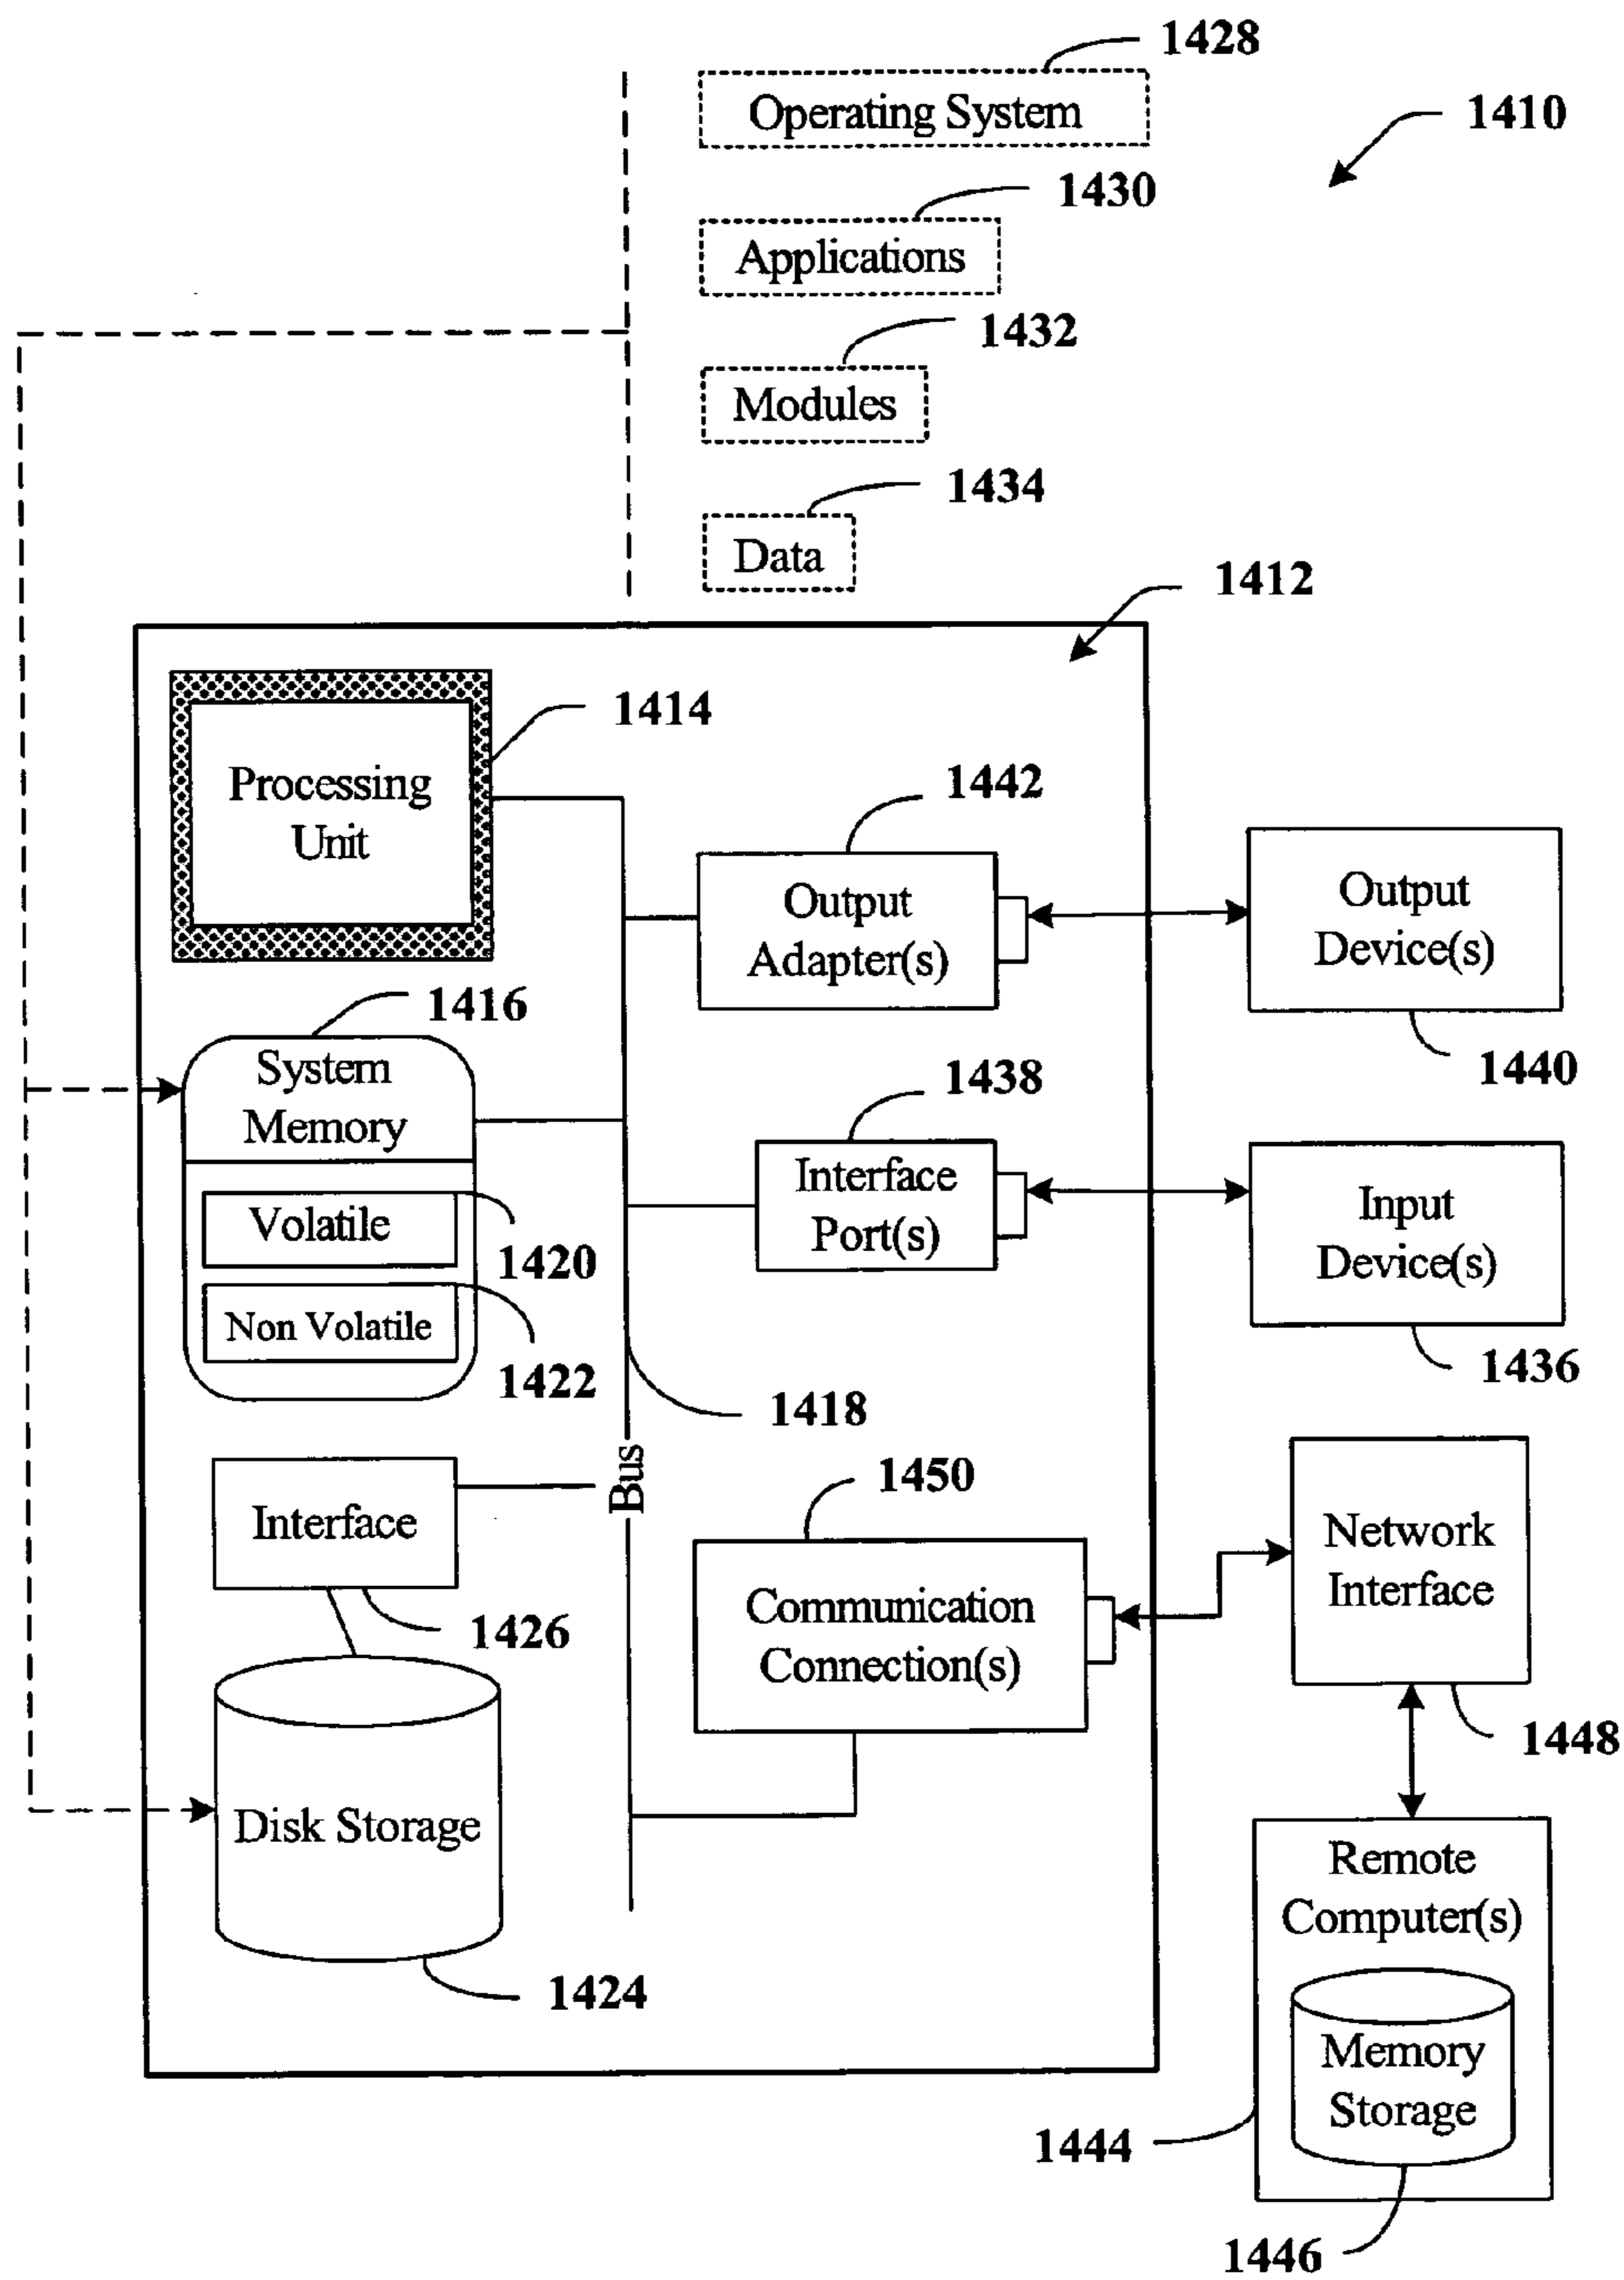 1428
Operating System
1410
1430
Applications
1432
Modules
1434
Data
1412
1414
Processing
Unit
1442
Output
Adapter(s)
Output
Device(s)
1440
1416
System
Memory
1438
Interface
Port(s)
Input
Device(s)
1436
Volatile
1420
Non Volatile
1422
1418
Bus
Interface
1426
1450
Communication
Connection(s)
Network
Interface
1448
Disk Storage
1424
Remote
Computer(s)
Memory
Storage
1444
1446